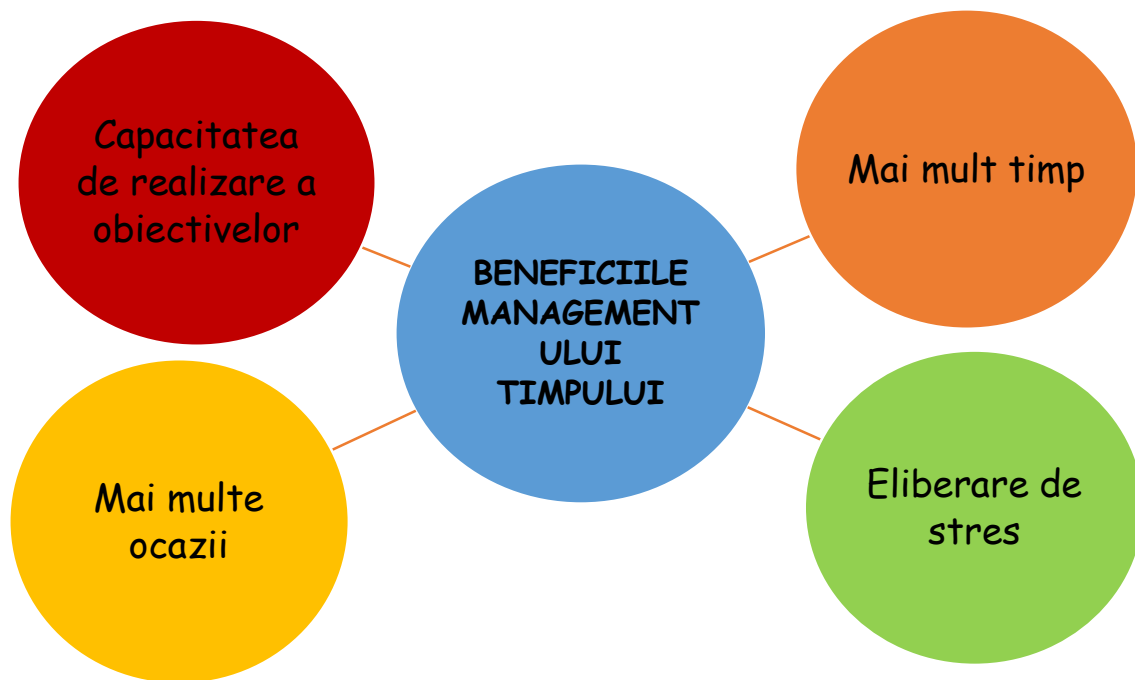 Capacitatea
de realizare a
obiectivelor
Mai mult timp
BENEFICIILE
MANAGEMENT
ULUI
TIMPULUI
Mai multe
ocazii
Eliberare de
stres